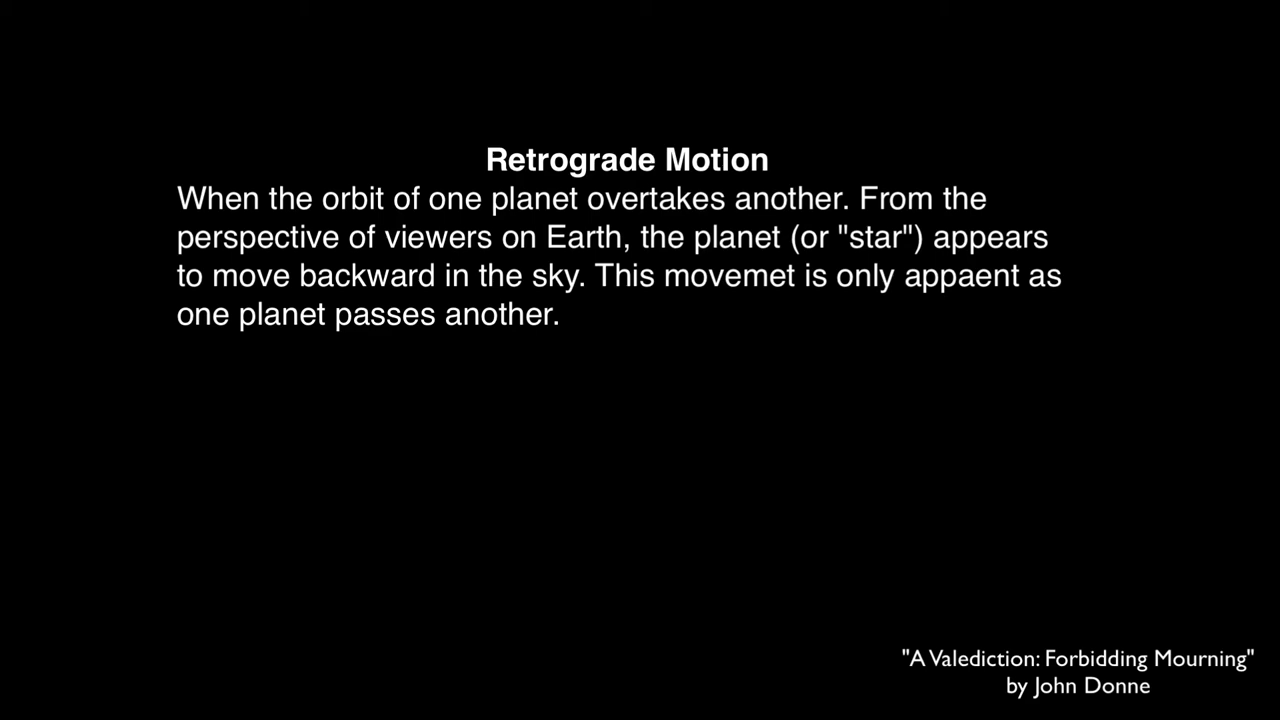 Retrograde Motion
When the orbit of one planet overtakes another. From the
perspective of viewers on Earth, the planet (or "star") appears
to move backward in the sky. This movemet is only appaent as
one planet passes another.
"A Valediction: Forbidding Mourning"
by John Donne